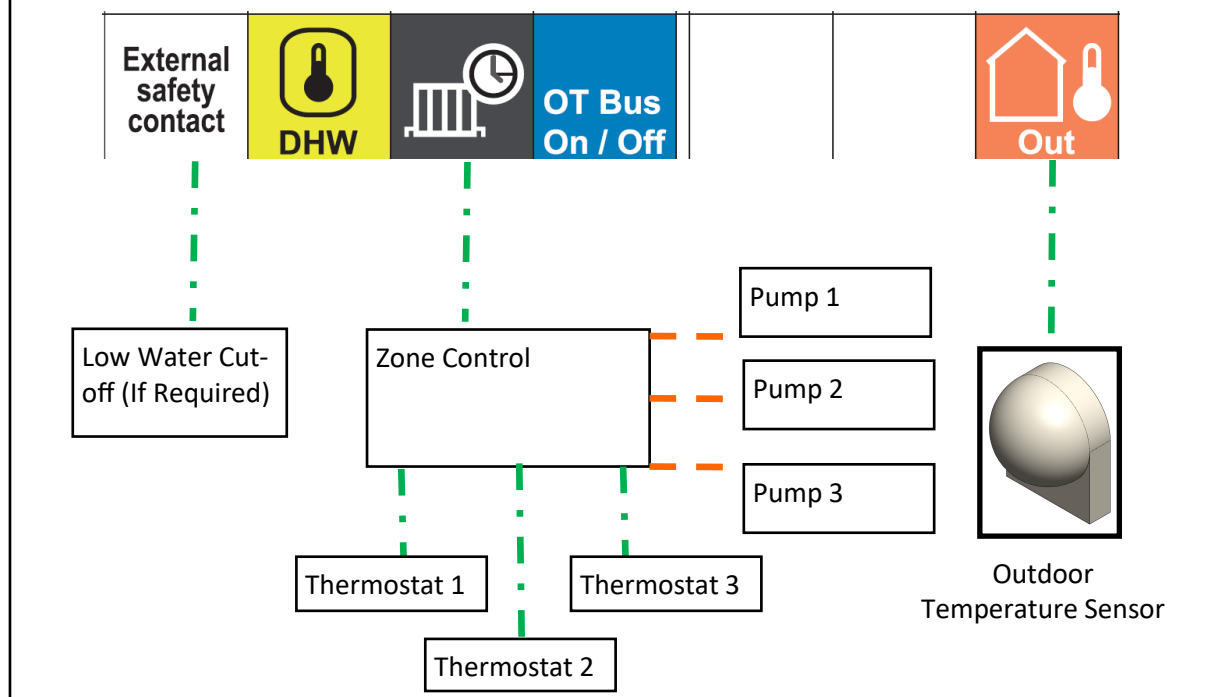 External
safety
contact
DHW
OT Bus
On / Off
Out
Low Water Cut-
off (If Required)
Zone Control
Pump 1
Pump 2
Pump 3
Thermostat 1
Thermostat 2
Thermostat 3
Outdoor
Temperature Sensor